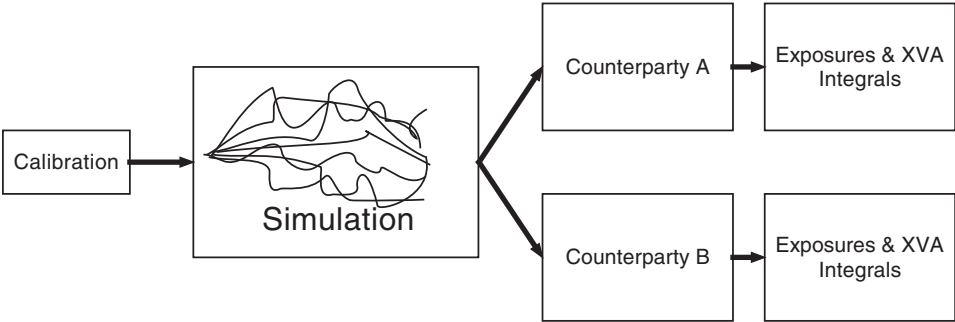 Calibration
Simulation
Counterparty A
Exposures & XVA
Integrals
Counterparty B
Exposures & XVA
Integrals